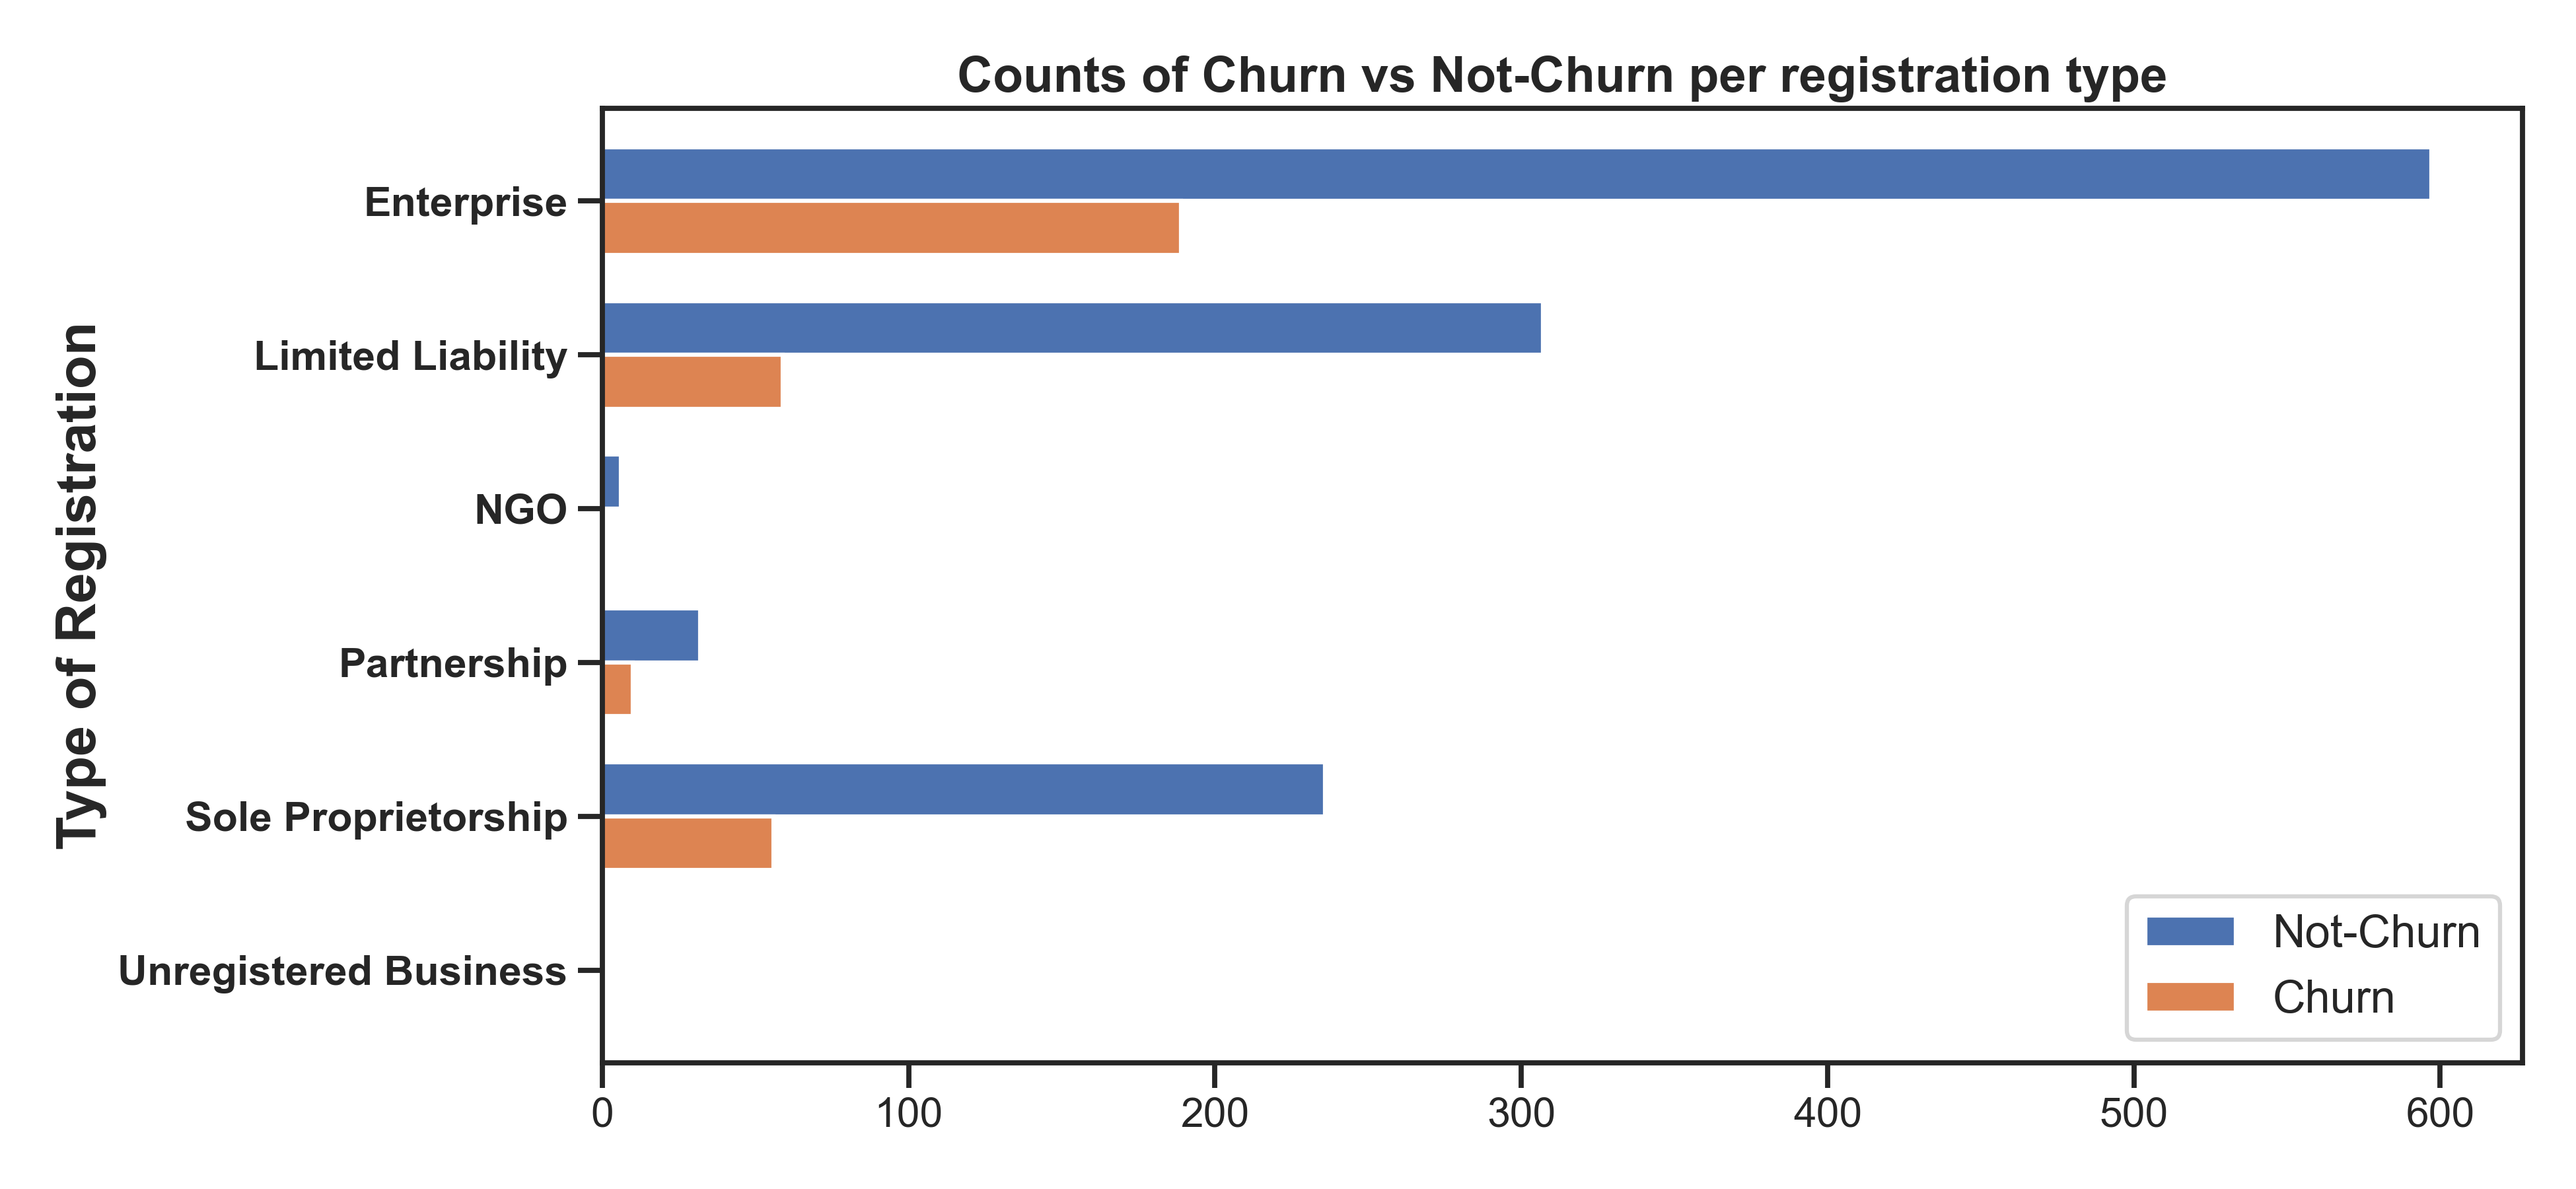 Counts of Churn vs Not-Churn per registration type
Type of Registration
Enterprise
Limited Liability
NGO
Partnership
Sole Proprietorship
Unregistered Business
Not-Churn
Churn
0 100 200 300 400 500 600